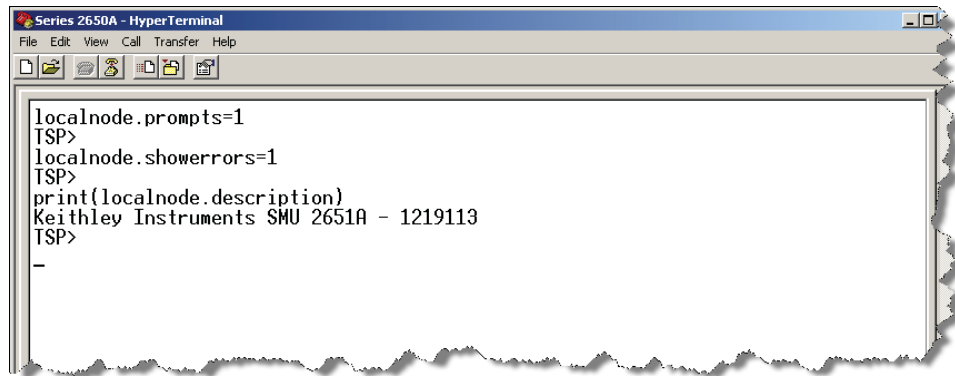 Series 2650A - HyperTerminal
File Edit View Call Transfer Help
localnode.prompts=1
TSP>
localnode.showerrors=1
TSP>
print(localnode.description)
Keithley Instruments SMU 2651A - 1219113
TSP>
_